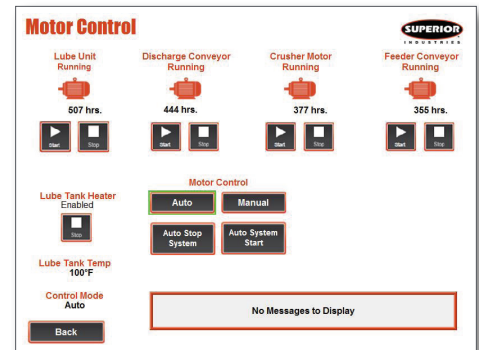 Motor Control
SUPERIOR
INDUSTRIES
Lube Unit
Running
507 hrs.
Start
Stop
Discharge Conveyor
Running
444 hrs.
Start
Stop
Crusher Motor
Running
377 hrs.
Start
Stop
Feeder Conveyor
Running
355 hrs.
Start
Stop
Lube Tank Heater
Enabled
Stop
Motor Control
Auto
Manual
Auto Stop
System
Auto System
Start
Lube Tank Temp
100°F
Control Mode
Auto
Back
No Messages to Display